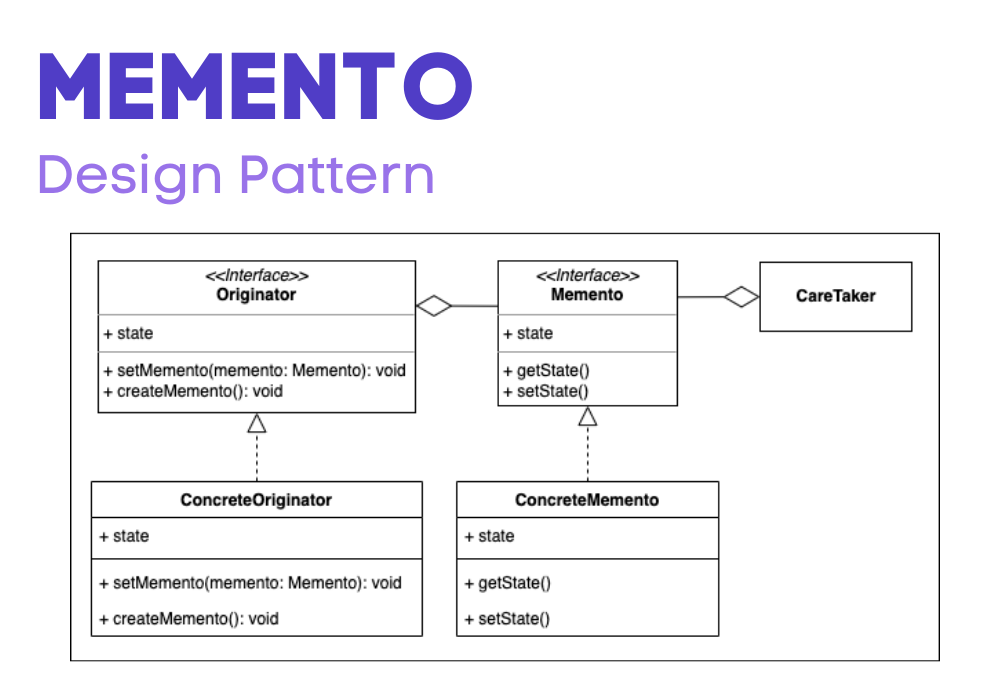 MEMENTO
Design Pattern
<<Interface>>
Originator
+ state
+ setMemento(memento: Memento): void
+ createMemento(): void
<<Interface>>
Memento
+ state
+ getState()
+ setState()
CareTaker
ConcreteOriginator
+ state
+ setMemento(memento: Memento): void
+ createMemento(): void
ConcreteMemento
+ state
+ getState()
+ setState()